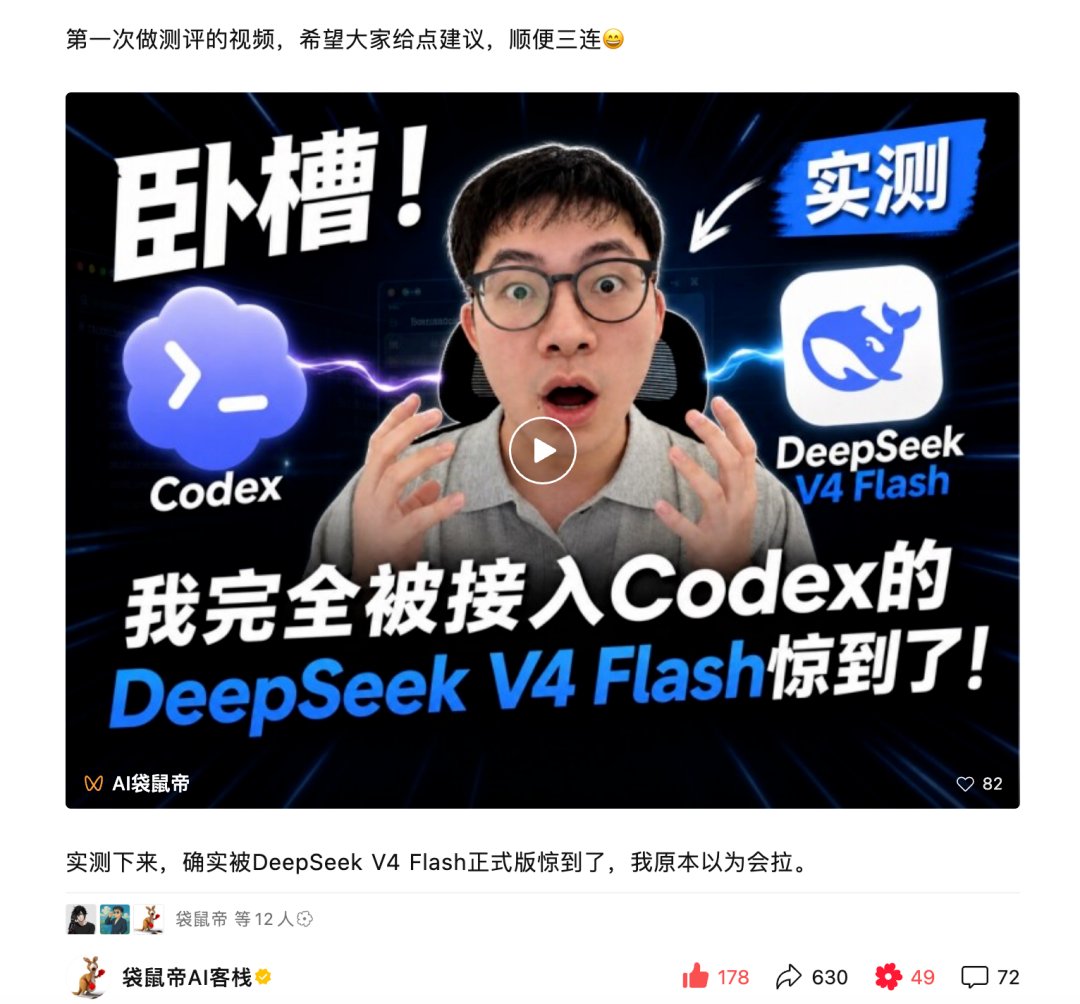 第一次做测评的视频，希望大家给点建议，顺便三连😄
卧槽！
实测
Codex
DeepSeek
V4 Flash
我完全被接入Codex的
DeepSeek V4 Flash惊到了！
AI袋鼠帝
82
实测下来，确实被DeepSeek V4 Flash正式版惊到了，我原本以为会拉。
袋鼠帝 等12人
袋鼠帝AI客栈
178
630
49
72